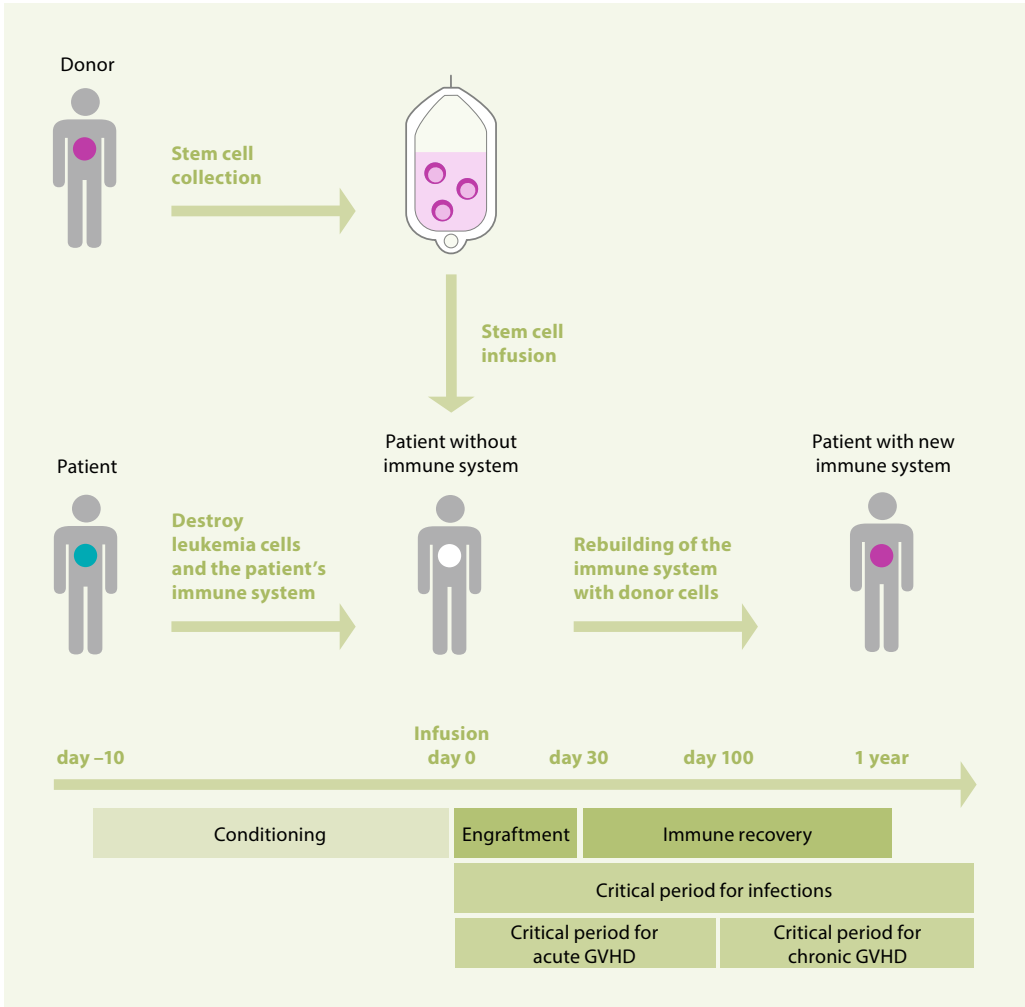 Donor
Stem cell
collection
Stem cell
infusion
Patient
Destroy
leukemia cells
and the patient's
immune system
Patient without
immune system
Rebuilding of the
immune system
with donor cells
Patient with new
immune system
day –10
Infusion
day 0
day 30
day 100
1 year
Conditioning
Engraftment
Immune recovery
Critical period for infections
Critical period for
acute GVHD
Critical period for
chronic GVHD